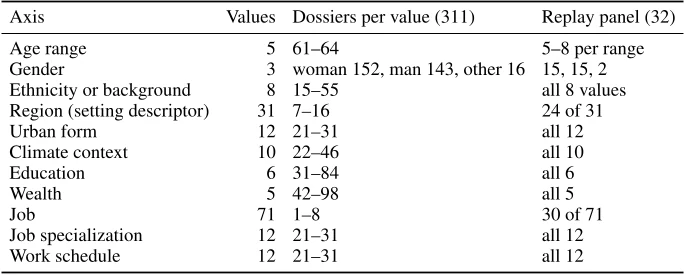 Axis Values Dossiers per value (311) Replay panel (32)
Age range 5 61–64 5–8 per range
Gender 3 woman 152, man 143, other 16 15, 15, 2
Ethnicity or background 8 15–55 all 8 values
Region (setting descriptor) 31 7–16 24 of 31
Urban form 12 21–31 all 12
Climate context 10 22–46 all 10
Education 6 31–84 all 6
Wealth 5 42–98 all 5
Job 71 1–8 30 of 71
Job specialization 12 21–31 all 12
Work schedule 12 21–31 all 12